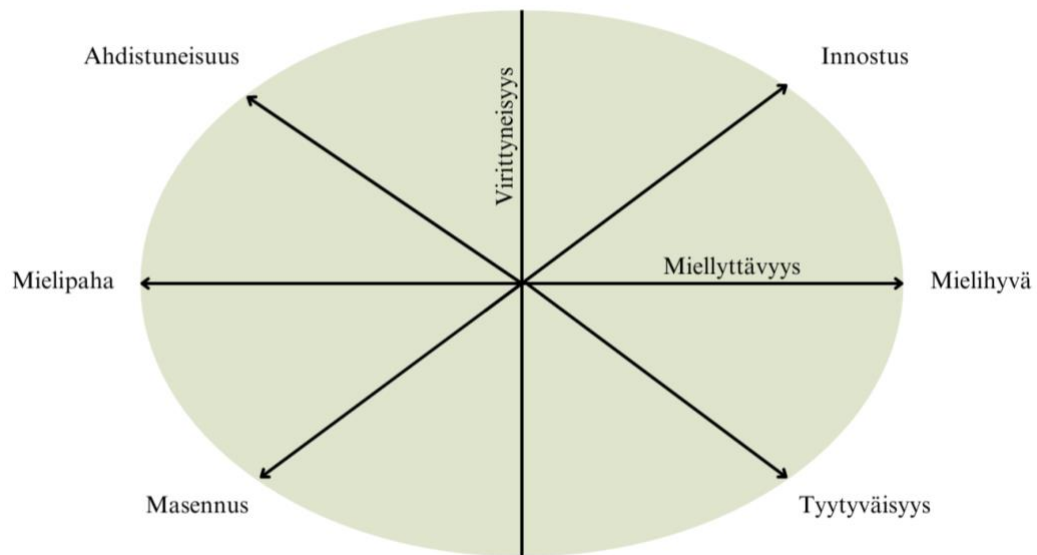 Ahdistuneisuus
Innostus
Virittyneisyys
Miellyttävyys
Mielipaha
Mielihyvä
Masennus
Tyytyväisyys